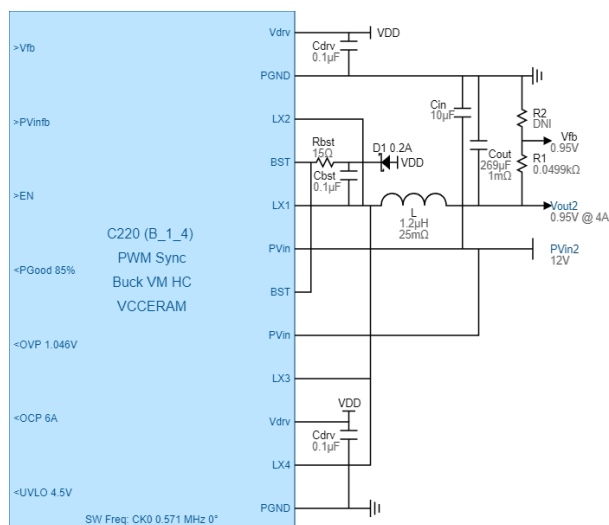 >Vfb
>PVinfb
>EN
<PGood 85%
<OVP 1.046V
<OCP 6A
<UVLO 4.5V
C220 (B_1_4)
PWM Sync
Buck VM HC
VCCERAM
SW Freq: CK0 0.571 MHz 0°
Vdrv
PGND
LX2
BST
LX1
PVin
BST
PVin
LX3
Vdrv
LX4
PGND
VDD
Cdrv
0.1µF
Cin
10µF
R2
DNI
Vfb
0.95V
Rbst
15Ω
D1 0.2A
VDD
Cbst
0.1µF
Cout
269µF
1mΩ
R1
0.0499kΩ
L
1.2µH
25mΩ
Vout2
0.95V @ 4A
PVin2
12V
VDD
Cdrv
0.1µF